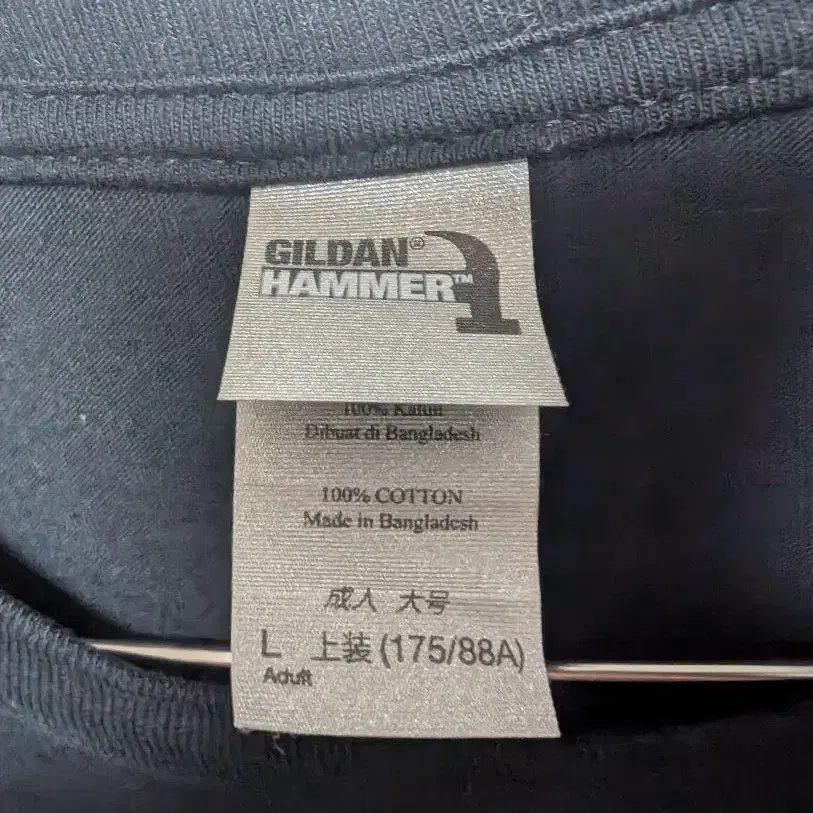 GILDAN®
HAMMER™
100% Katun
Dibuat di Bangladesh
100% COTTON
Made in Bangladesh
成人 大号
L 上装 (175/88A)
Adult